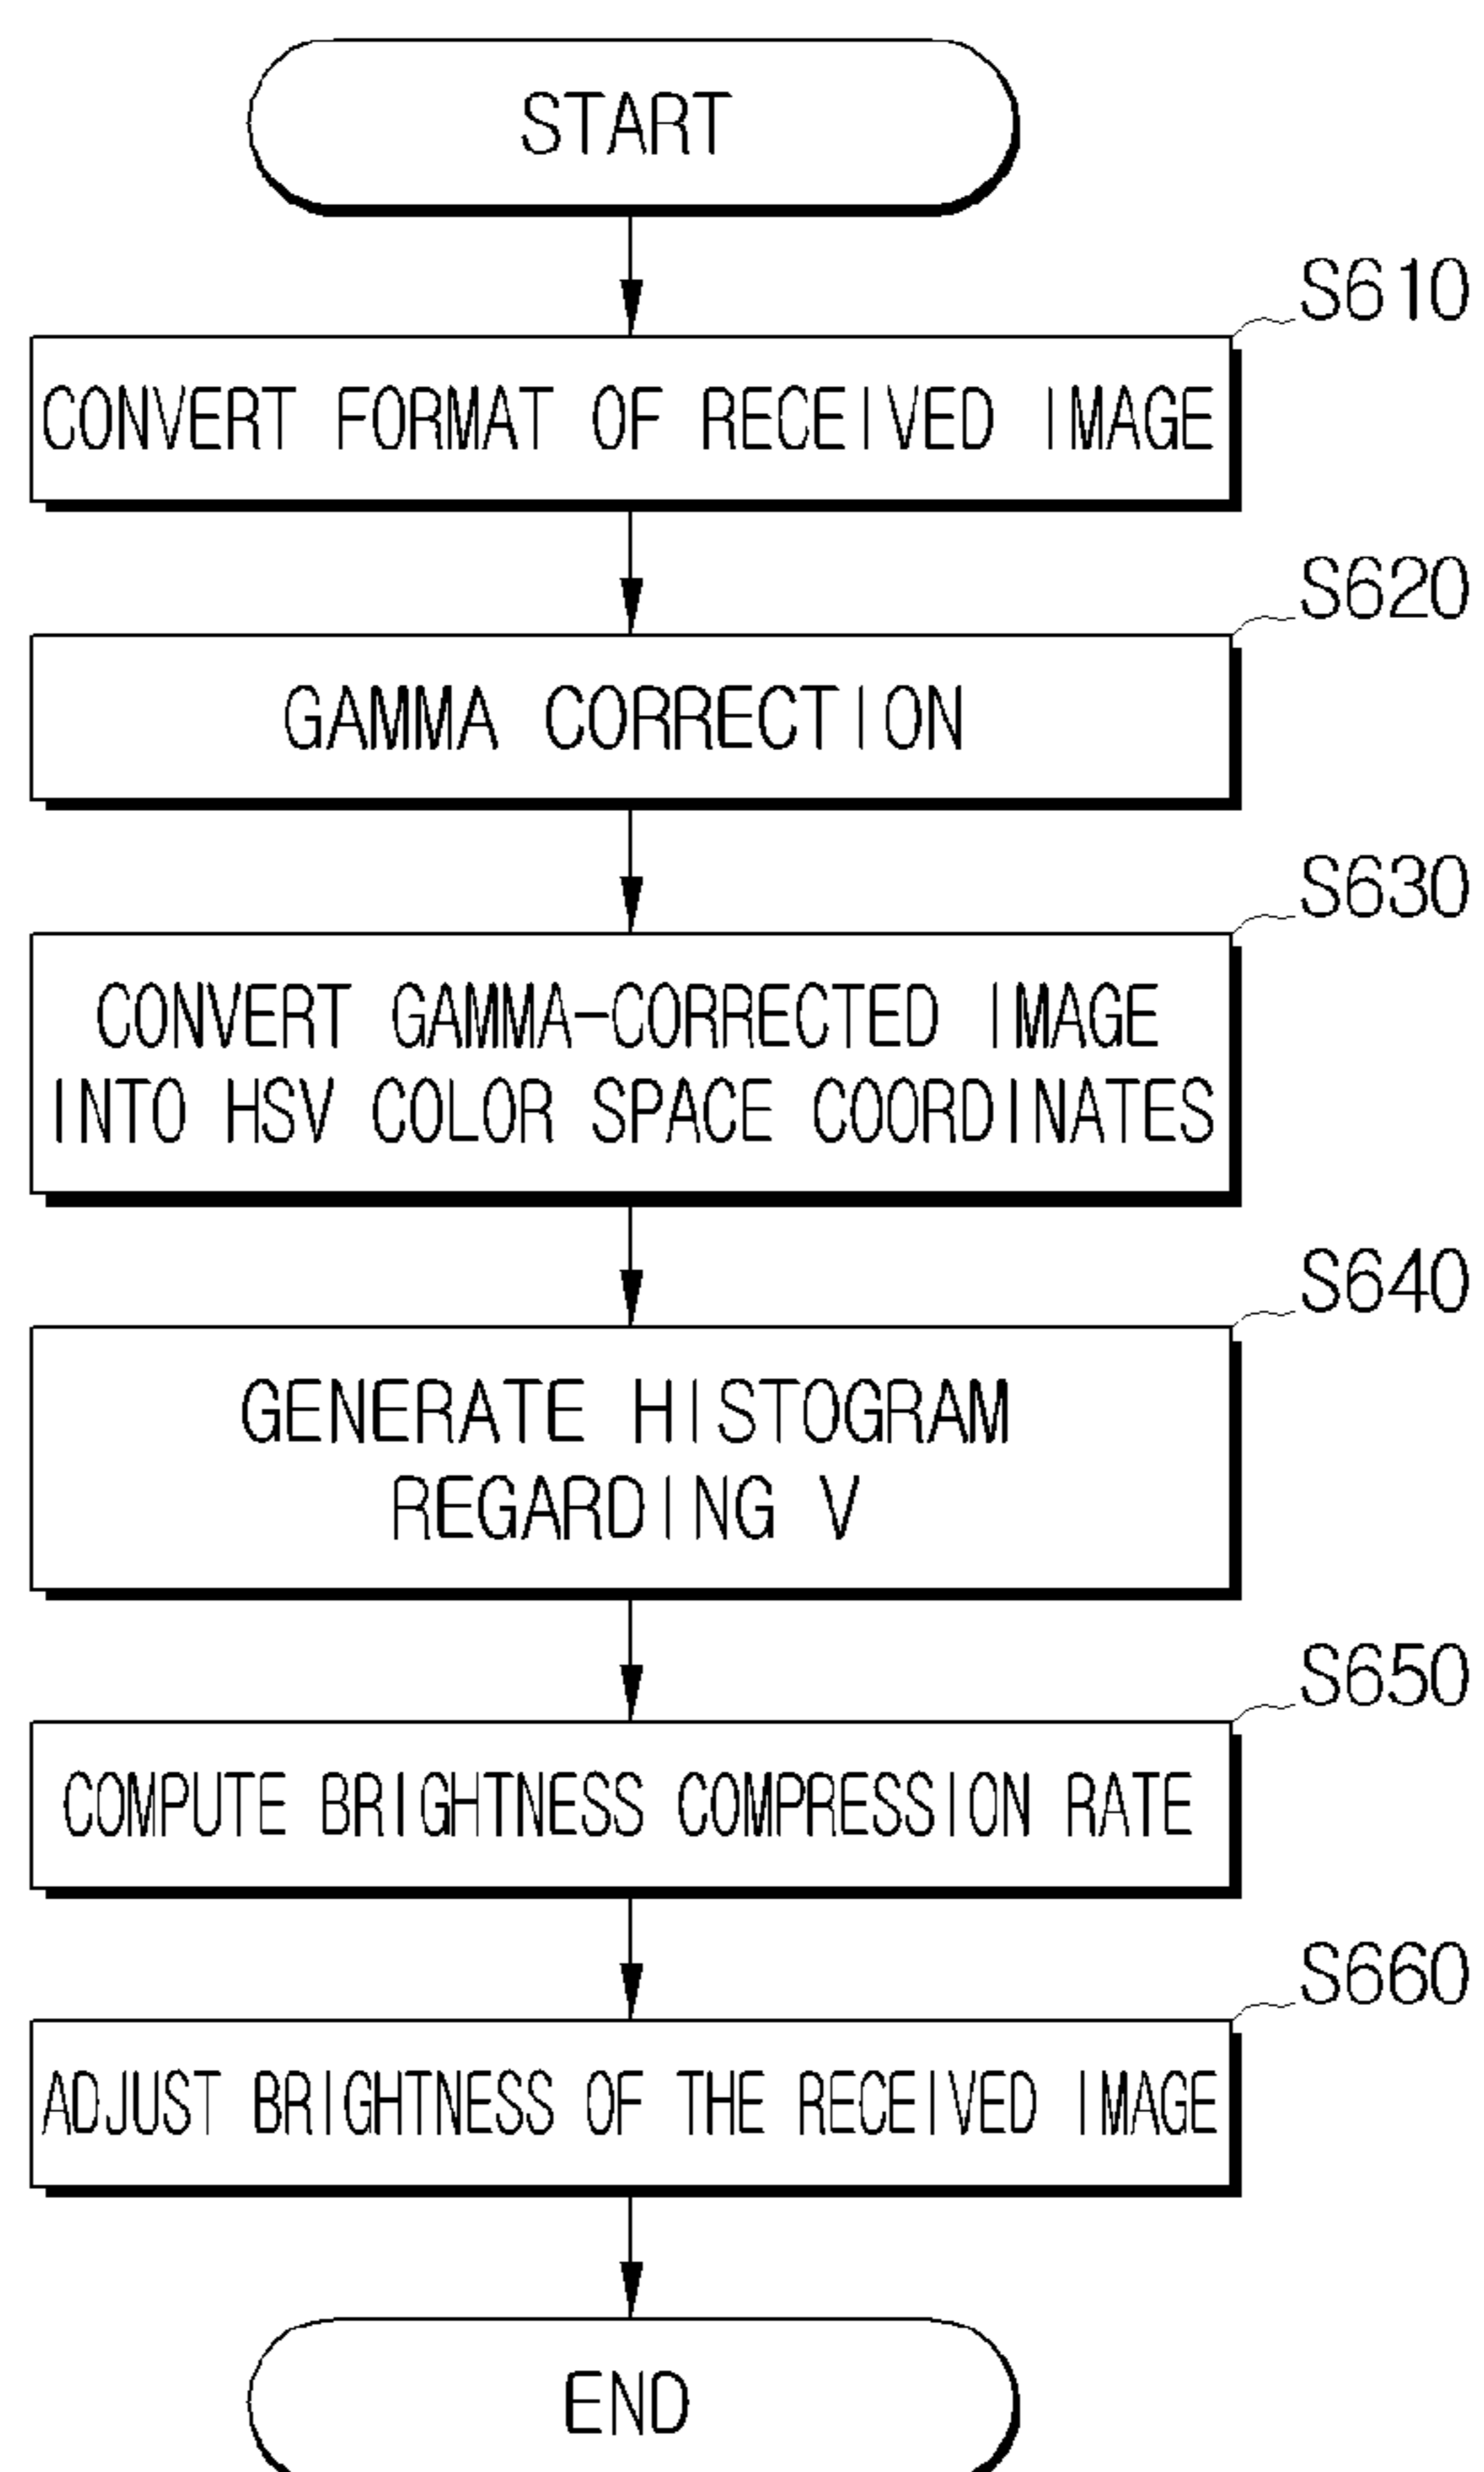 START
S610
CONVERT FORMAT OF RECEIVED IMAGE
S620
GAMMA CORRECTION
S630
CONVERT GAMMA-CORRECTED IMAGE
INTO HSV COLOR SPACE COORDINATES
S640
GENERATE HISTOGRAM
REGARDING V
S650
COMPUTE BRIGHTNESS COMPRESSION RATE
S660
ADJUST BRIGHTNESS OF THE RECEIVED IMAGE
END